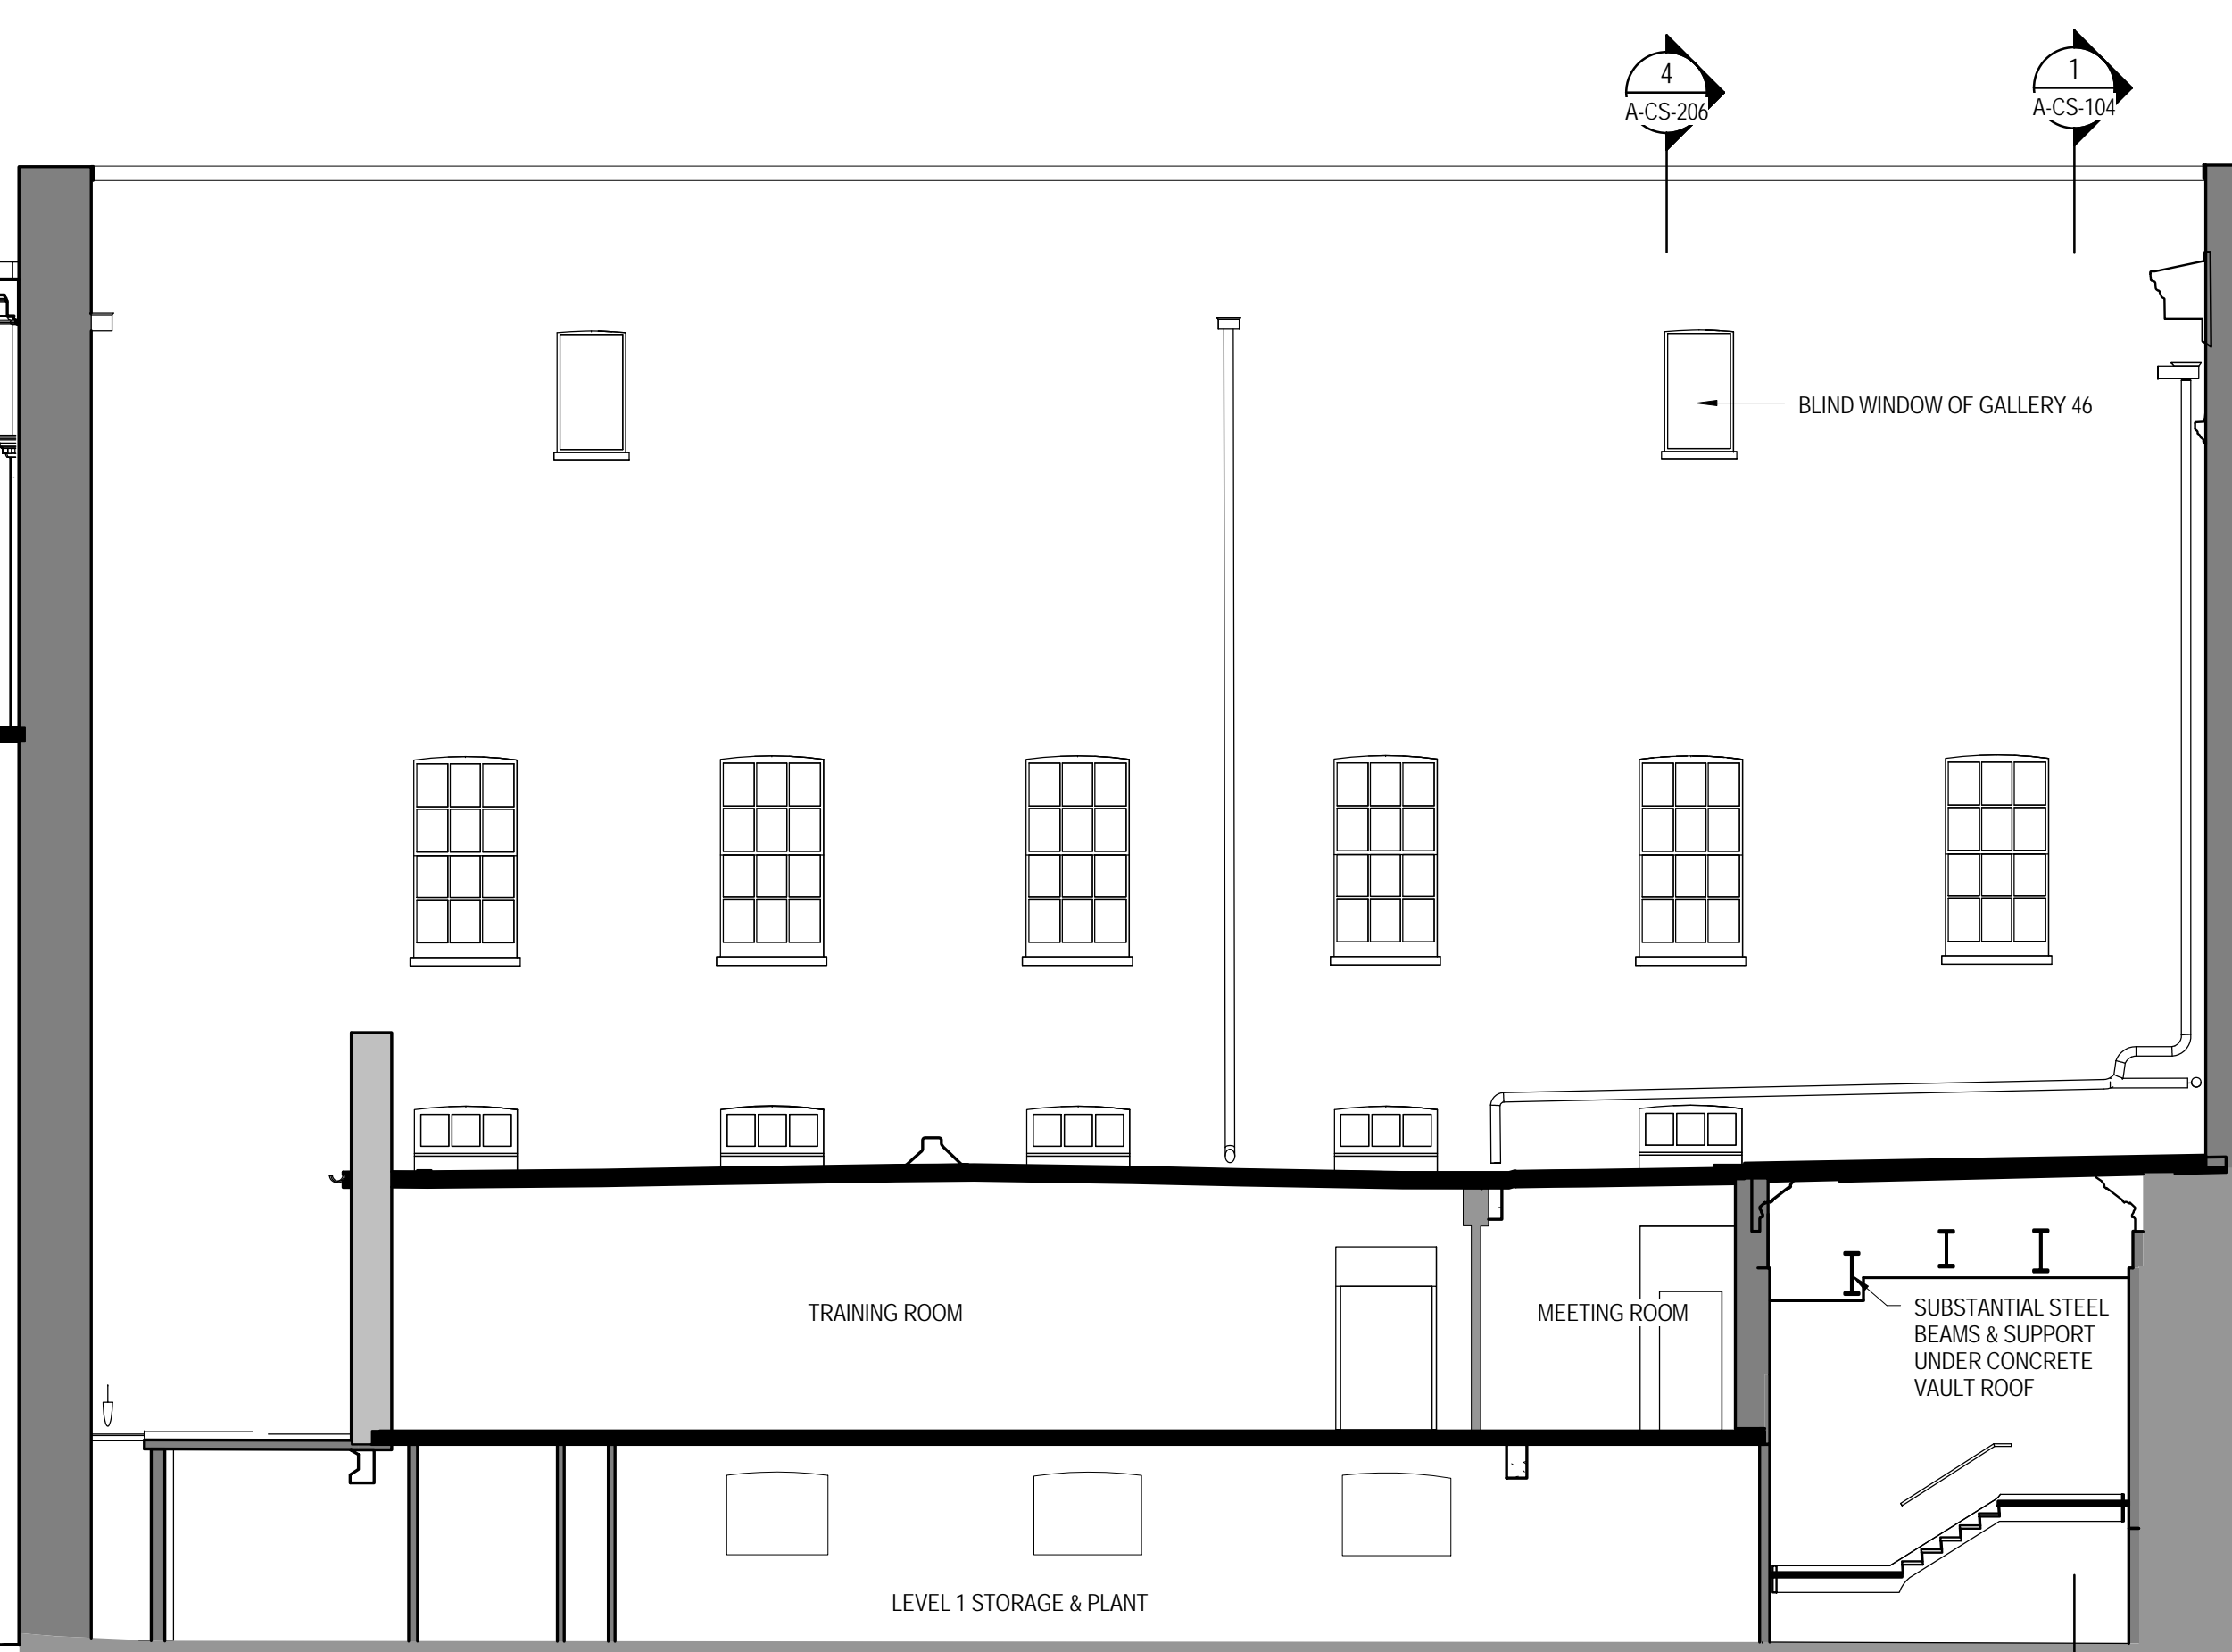 4
A-CS-206
1
A-CS-104
BLIND WINDOW OF GALLERY 46
TRAINING ROOM
MEETING ROOM
SUBSTANTIAL STEEL
BEAMS & SUPPORT
UNDER CONCRETE
VAULT ROOF
LEVEL 1 STORAGE & PLANT